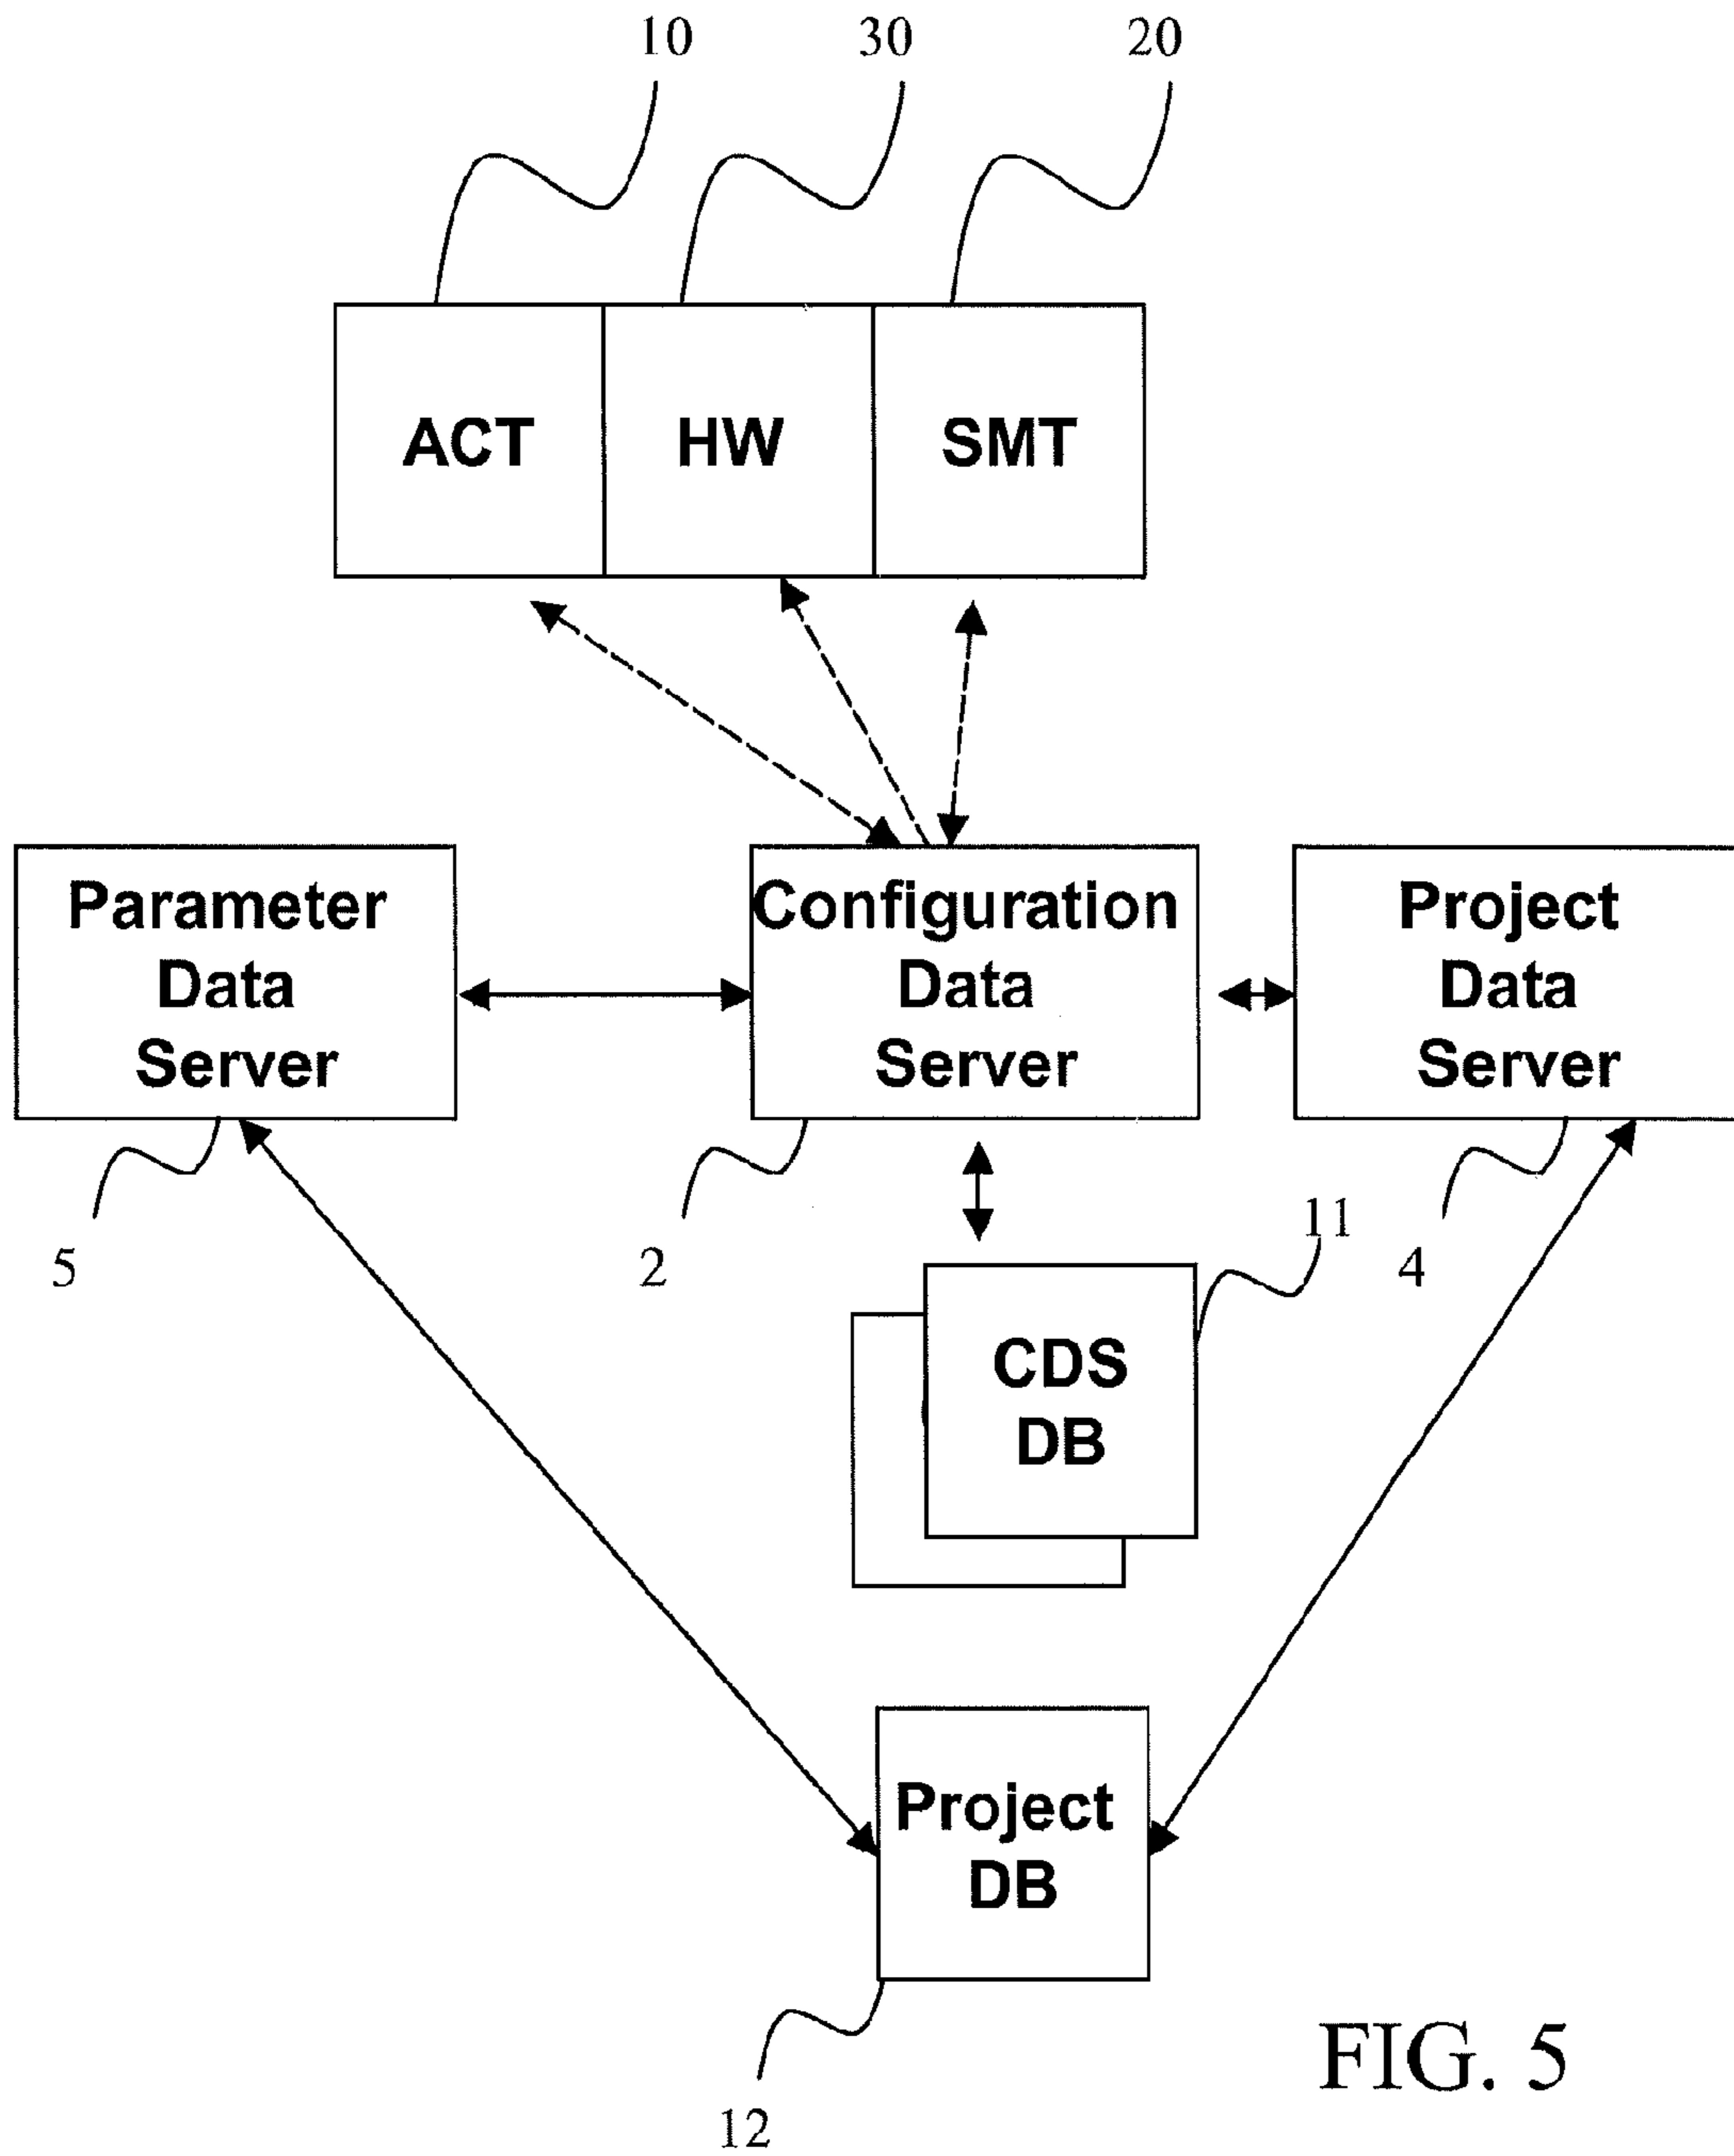 10 30 20
ACT HW SMT
Parameter
Data
Server
Configuration
Data
Server
Project
Data
Server
5 2 11 4
CDS
DB
Project
DB
12
FIG. 5